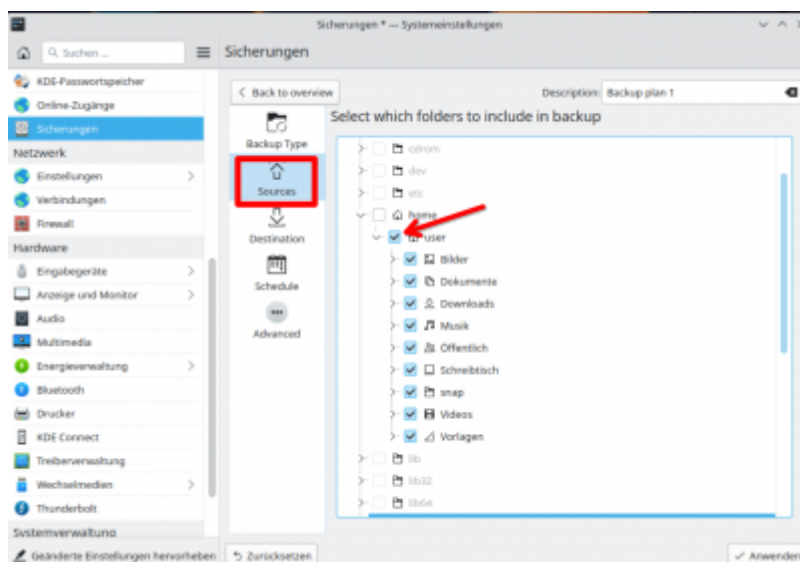 Sicherungen * — Systemeinstellungen
Suchen ...
Sicherungen
KDE-Passwortspeicher
Online-Zugänge
Sicherungen
Netzwerk
Einstellungen
Verbindungen
Firewall
Hardware
Eingabegeräte
Anzeige und Monitor
Audio
Multimedia
Energieverwaltung
Bluetooth
Drucker
KDE Connect
Treiberverwaltung
Wechselmedien
Thunderbolt
Systemverwaltung
Geänderte Einstellungen hervorheben
Back to overview
Description: Backup plan 1
Backup Type
Sources
Destination
Schedule
Advanced
Select which folders to include in backup
cdrom
dev
etc
home
user
Bilder
Dokumente
Downloads
Musik
Öffentlich
Schreibtisch
snap
Videos
Vorlagen
lib
lib32
lib64
Zurücksetzen
Anwenden